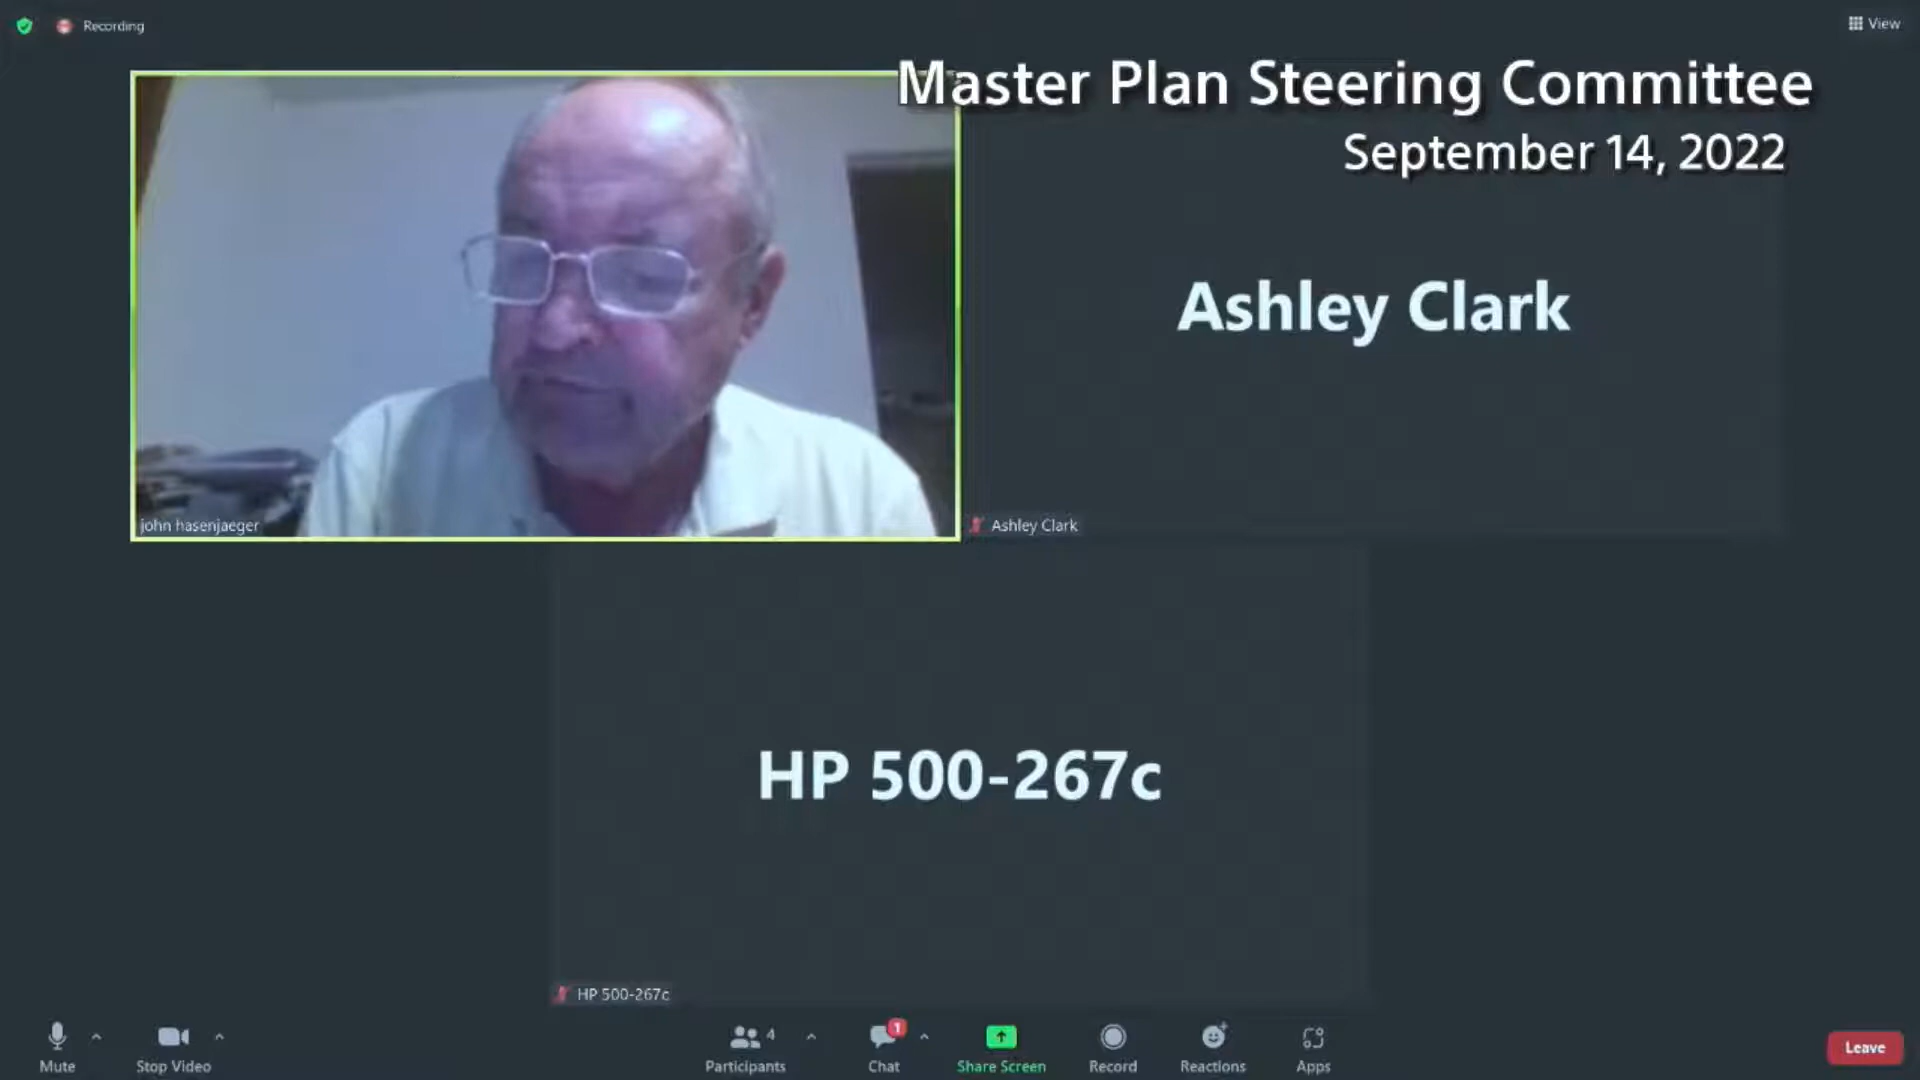 Recording
View
Master Plan Steering Committee
September 14, 2022
Ashley Clark
john hasenjaeger
Ashley Clark
HP 500-267c
HP 500-267c
Mute
Stop Video
4
Participants
1
Chat
Share Screen
Record
Reactions
Apps
Leave